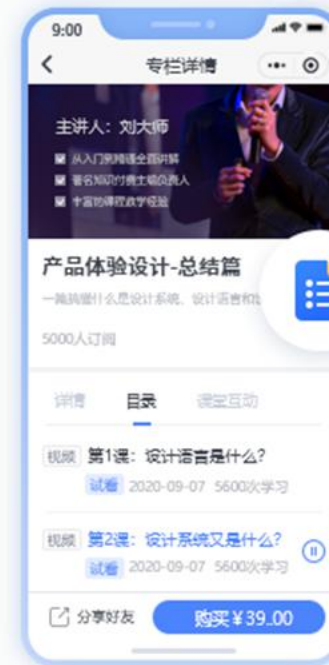 9:00
专栏详情
主讲人：刘大师
从入门到精通全面讲解
著名知识付费主编负责人
丰富的课程教学经验
产品体验设计-总结篇
一篇搞懂什么是设计系统、设计语言和
5000人订阅
详情 目录 课堂互动
视频 第1课：设计语言是什么？
试看 2020-09-07 5600次学习
视频 第2课：设计系统又是什么？
试看 2020-09-07 5600次学习
分享好友 购买¥39.00